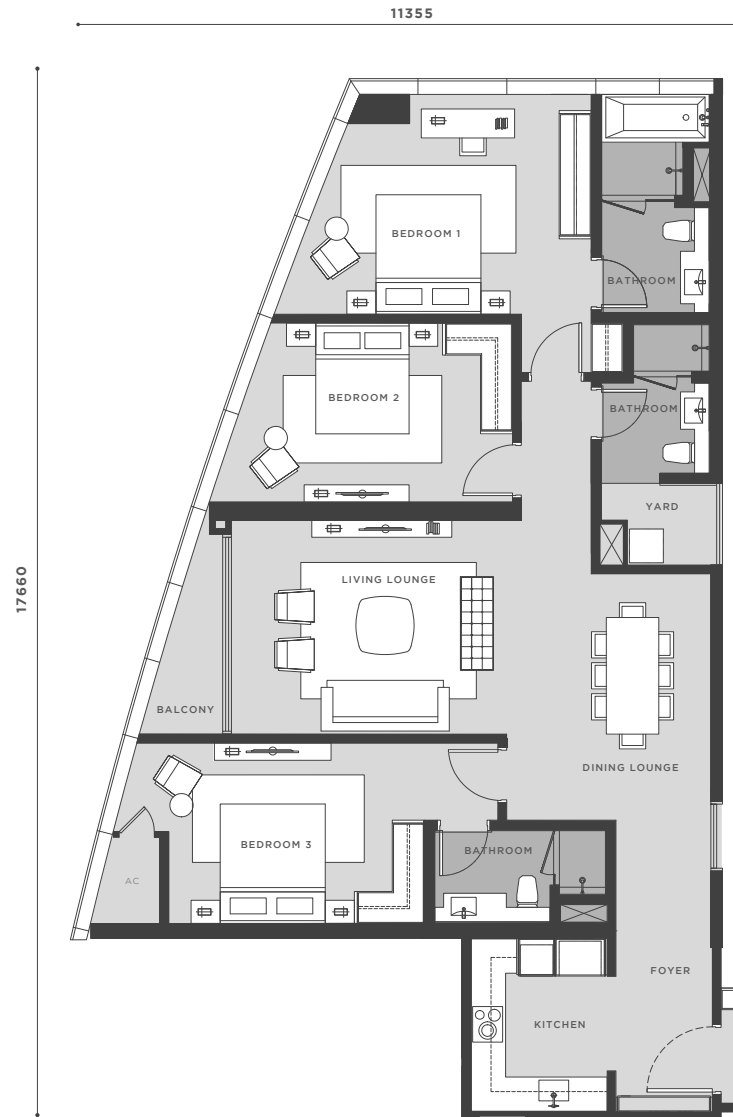 11355
17660
BEDROOM 1
BATHROOM
BEDROOM 2
BATHROOM
YARD
LIVING LOUNGE
BALCONY
DINING LOUNGE
BEDROOM 3
BATHROOM
AC
FOYER
KITCHEN